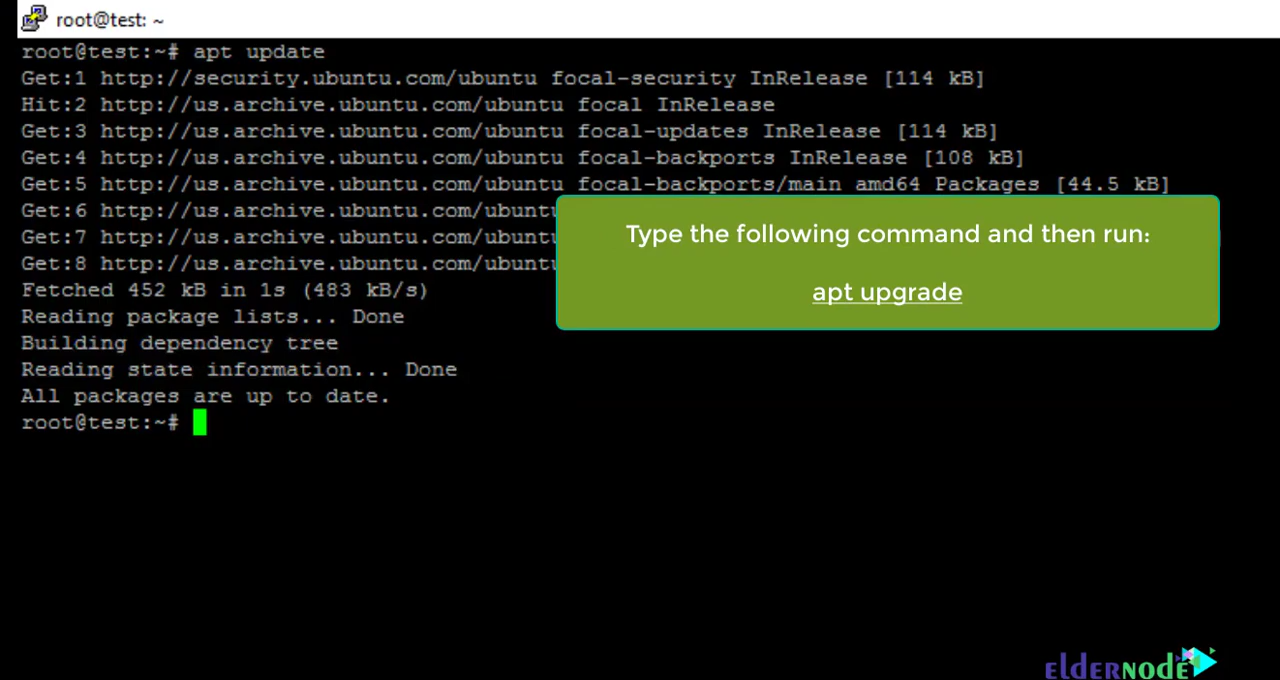 root@test: ~
root@test:~# apt update
Get:1 http://security.ubuntu.com/ubuntu focal-security InRelease [114 kB]
Hit:2 http://us.archive.ubuntu.com/ubuntu focal InRelease
Get:3 http://us.archive.ubuntu.com/ubuntu focal-updates InRelease [114 kB]
Get:4 http://us.archive.ubuntu.com/ubuntu focal-backports InRelease [108 kB]
Get:5 http://us.archive.ubuntu.com/ubuntu focal-backports/main amd64 Packages [44.5 kB]
Get:6 http://us.archive.ubuntu.com/ubuntu
Get:7 http://us.archive.ubuntu.com/ubuntu
Get:8 http://us.archive.ubuntu.com/ubuntu
Fetched 452 kB in 1s (483 kB/s)
Reading package lists... Done
Building dependency tree
Reading state information... Done
All packages are up to date.
root@test:~#
Type the following command and then run:
apt upgrade
eldernode